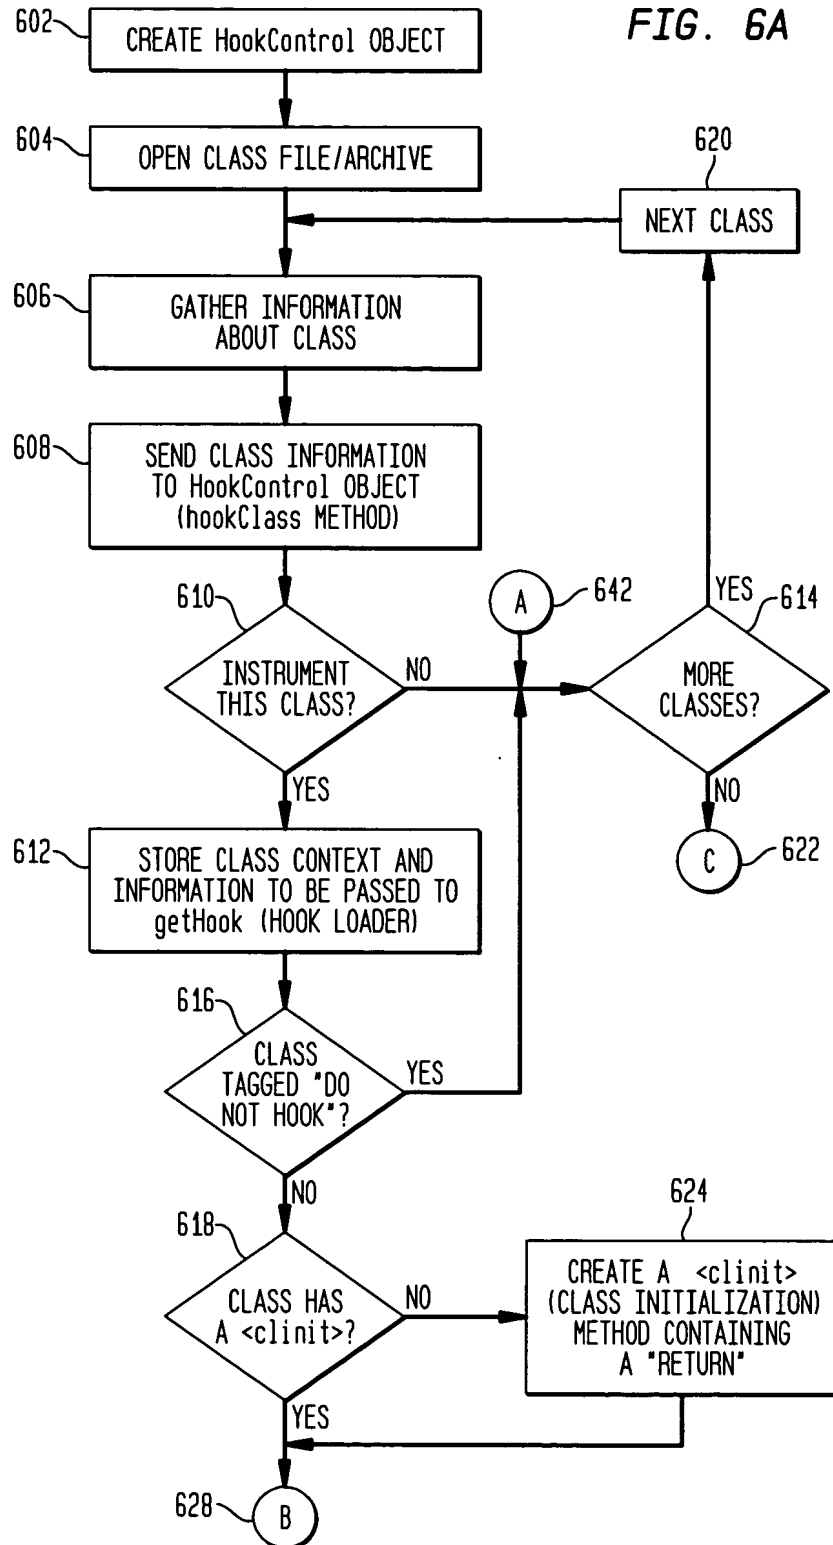 FIG. 6A
602
CREATE HookControl OBJECT
604
OPEN CLASS FILE/ARCHIVE
620
NEXT CLASS
606
GATHER INFORMATION
ABOUT CLASS
608
SEND CLASS INFORMATION
TO HookControl OBJECT
(hookClass METHOD)
610
INSTRUMENT
THIS CLASS?
NO
YES
A
642
614
MORE
CLASSES?
YES
NO
C
622
612
STORE CLASS CONTEXT AND
INFORMATION TO BE PASSED TO
getHook (HOOK LOADER)
616
CLASS
TAGGED "DO
NOT HOOK"?
YES
NO
618
CLASS HAS
A <clinit>?
NO
YES
624
CREATE A <clinit>
(CLASS INITIALIZATION)
METHOD CONTAINING
A "RETURN"
628
B